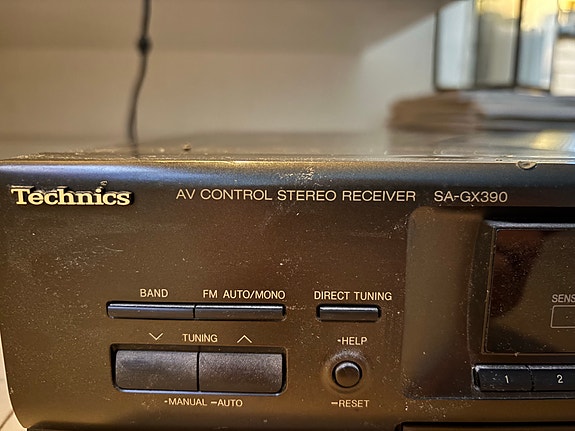 Technics AV CONTROL STEREO RECEIVER SA-GX390
BAND FM AUTO/MONO DIRECT TUNING
TUNING
-HELP
-MANUAL -AUTO
-RESET
SENS
1 2